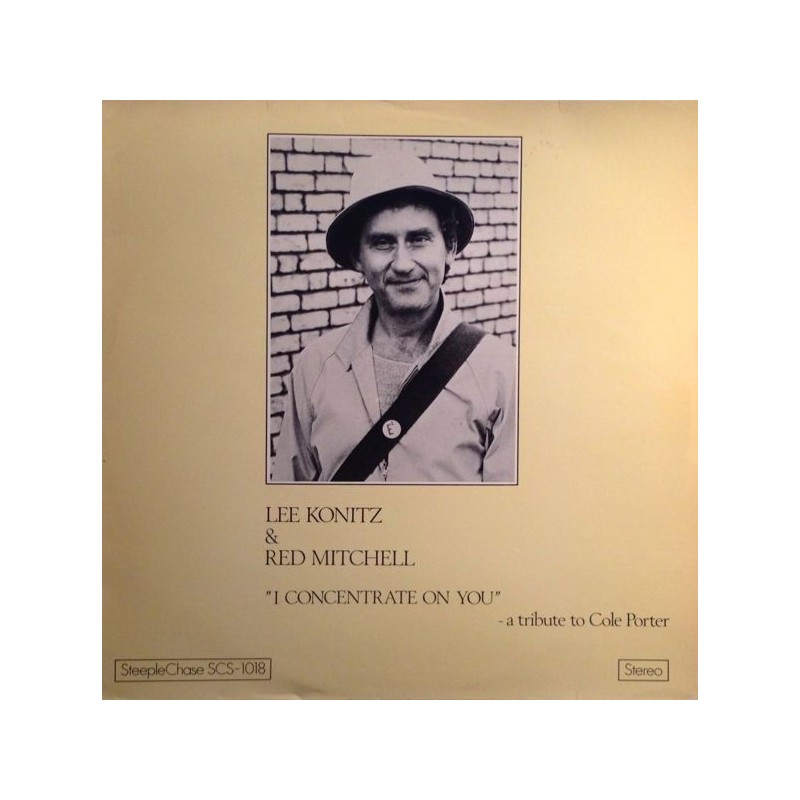 E
LEE KONITZ
&
RED MITCHELL
"I CONCENTRATE ON YOU"
- a tribute to Cole Porter
SteepleChase SCS-1018
Stereo